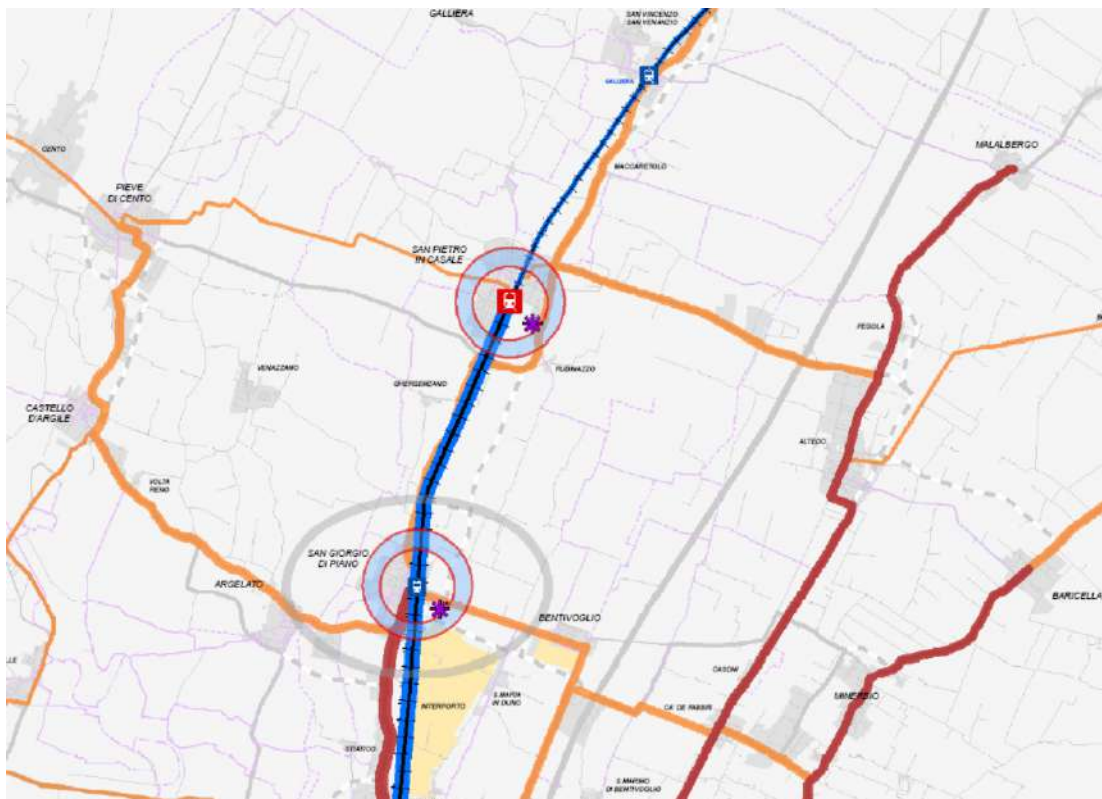 GALLIERA
SAN VINCENZO
SAN VENANZIO
GALLIERA
MALALBERGO
CENTO
MACCARETOLO
PIEVE
DI CENTO
SAN PIETRO
IN CASALE
PEGOLA
VENAZZANO
RUBIZZANO
GHERGENZANO
CASTELLO
D'ARGILE
ALTEDO
VOLTA
RENO
SAN GIORGIO
DI PIANO
ARGELATO
BARICELLA
BENTIVOGLIO
CASONI
MINERBIO
S.MARIA
IN DUNO
INTERPORTO
CA' DE FABBRI
STIATICO
S.MARINO
DI BENTIVOGLIO